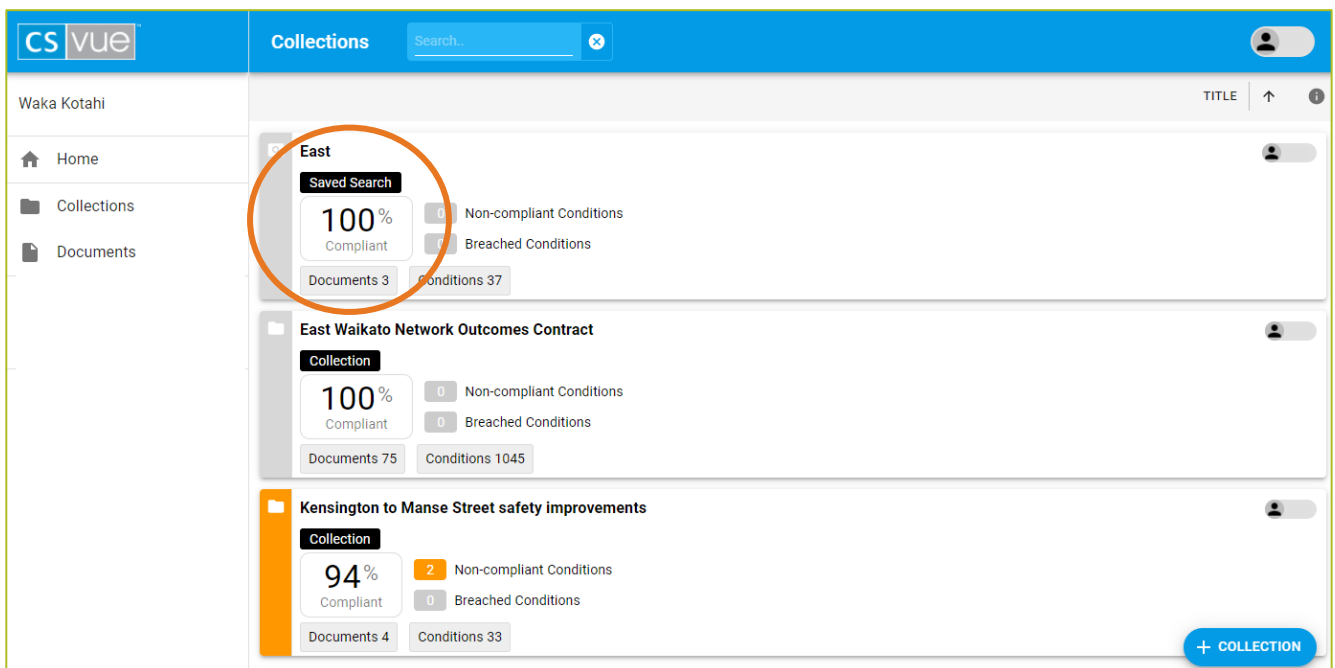 cs vue™
Collections
Search..
Waka Kotahi
Home
Collections
Documents
TITLE
East
Saved Search
100%
Compliant
0 Non-compliant Conditions
0 Breached Conditions
Documents 3 Conditions 37
East Waikato Network Outcomes Contract
Collection
100%
Compliant
0 Non-compliant Conditions
0 Breached Conditions
Documents 75 Conditions 1045
Kensington to Manse Street safety improvements
Collection
94%
Compliant
2 Non-compliant Conditions
0 Breached Conditions
Documents 4 Conditions 33
+ COLLECTION